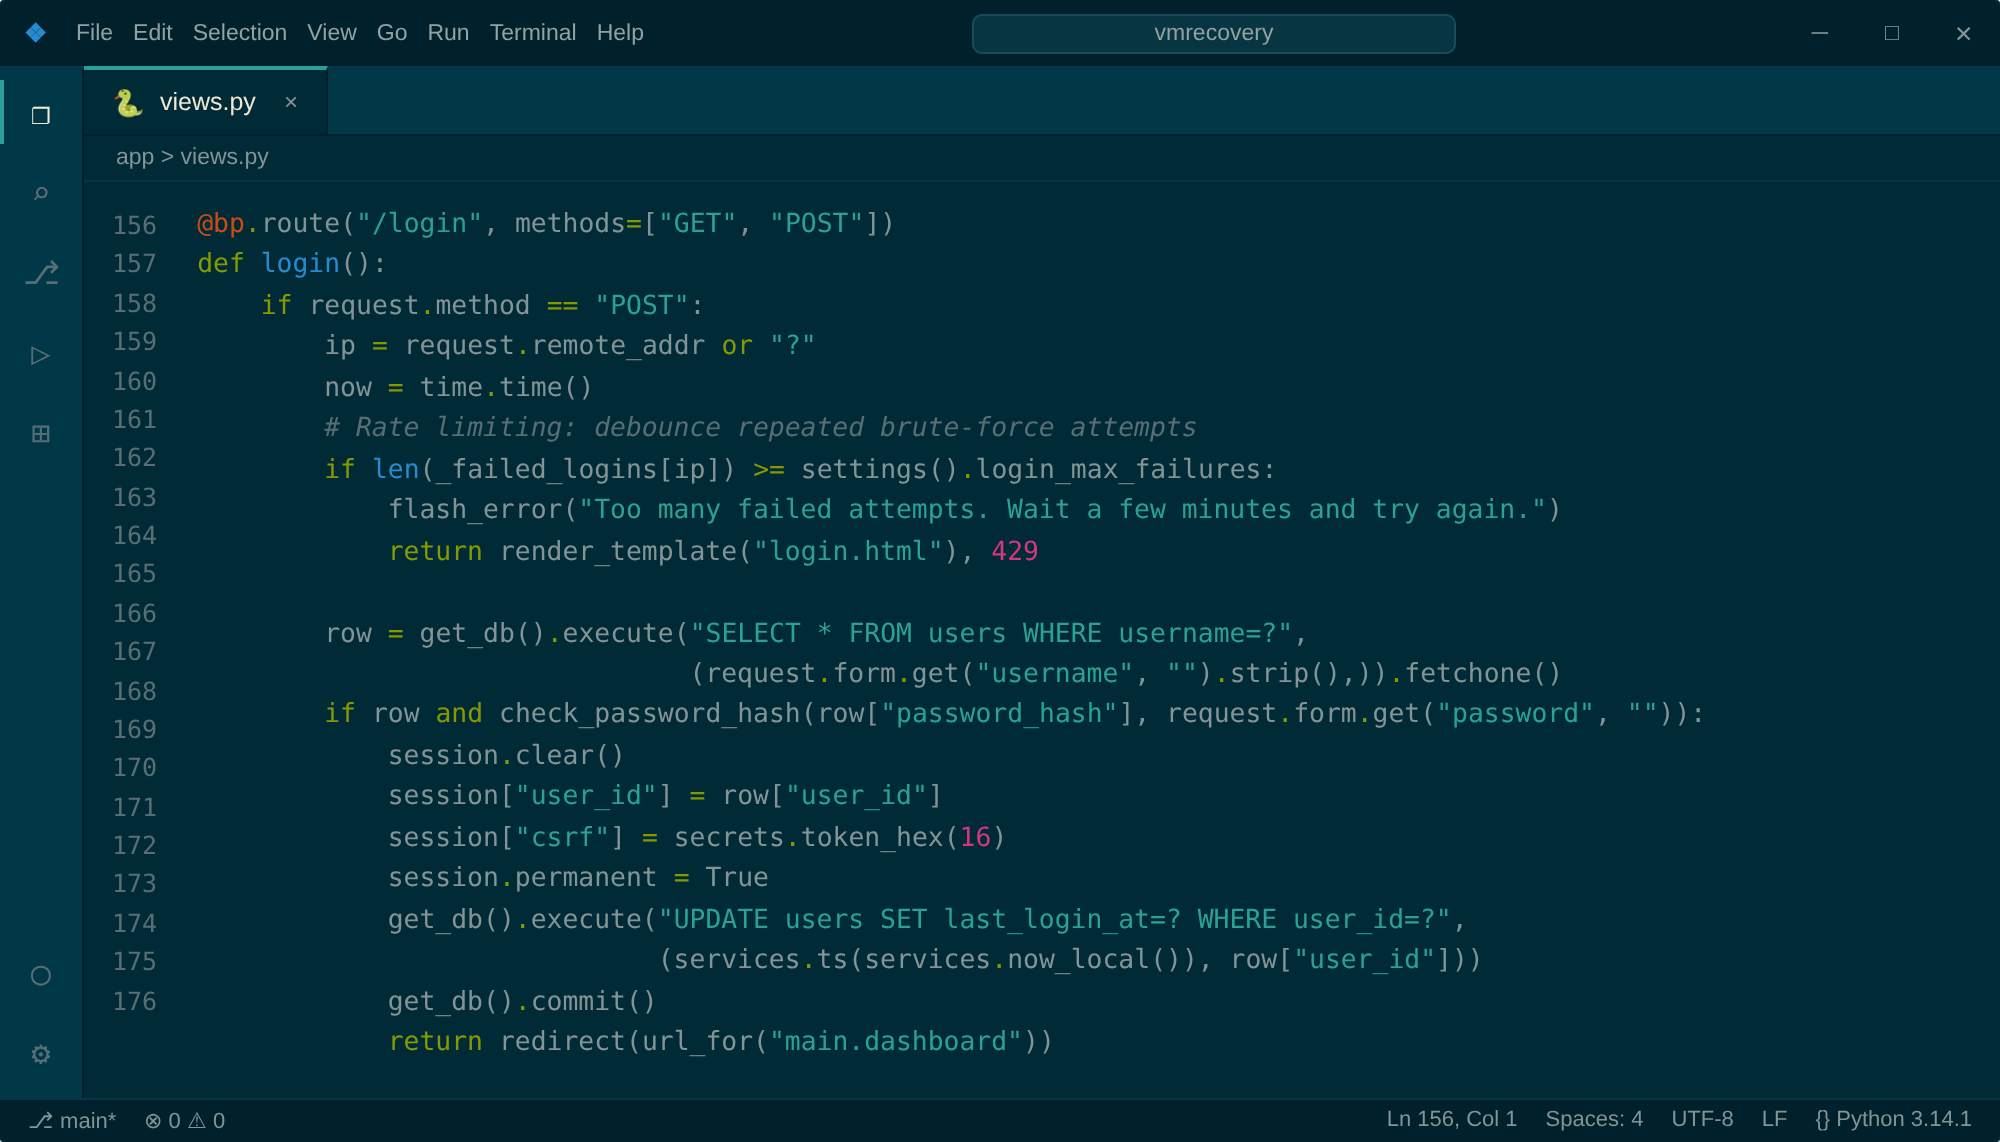 File Edit Selection View Go Run Terminal Help
vmrecovery
views.py
app > views.py
156 @bp.route("/login", methods=["GET", "POST"])
157 def login():
158     if request.method == "POST":
159         ip = request.remote_addr or "?"
160         now = time.time()
161         # Rate limiting: debounce repeated brute-force attempts
162         if len(_failed_logins[ip]) >= settings().login_max_failures:
163             flash_error("Too many failed attempts. Wait a few minutes and try again.")
164             return render_template("login.html"), 429
165
166         row = get_db().execute("SELECT * FROM users WHERE username=?",
167                                (request.form.get("username", "").strip(),)).fetchone()
168         if row and check_password_hash(row["password_hash"], request.form.get("password", "")):
169             session.clear()
170             session["user_id"] = row["user_id"]
171             session["csrf"] = secrets.token_hex(16)
172             session.permanent = True
173             get_db().execute("UPDATE users SET last_login_at=? WHERE user_id=?",
174                              (services.ts(services.now_local()), row["user_id"]))
175             get_db().commit()
176             return redirect(url_for("main.dashboard"))
main* 0 0 Ln 156, Col 1 Spaces: 4 UTF-8 LF {} Python 3.14.1